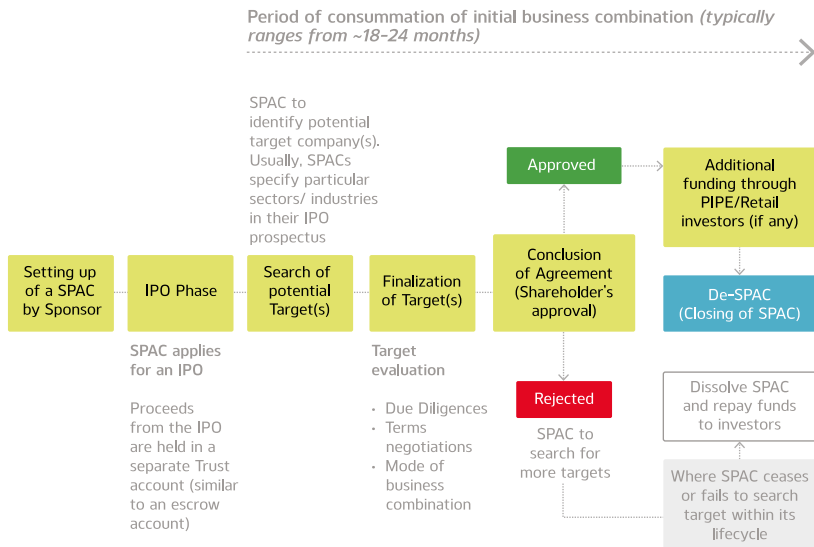 Period of consummation of initial business combination (typically
ranges from ~18-24 months)
SPAC to
identify potential
target company(s).
Usually, SPACs
specify particular
sectors/ industries
in their IPO
prospectus
Approved
Additional
funding through
PIPE/Retail
investors (if any)
Setting up
of a SPAC
by Sponsor
IPO Phase
Search of
potential
Target(s)
Finalization
of Target(s)
Conclusion
of Agreement
(Shareholder's
approval)
De-SPAC
(Closing of SPAC)
SPAC applies
for an IPO
Proceeds
from the IPO
are held in a
separate Trust
account (similar
to an escrow
account)
Target
evaluation
• Due Diligences
• Terms
negotiations
• Mode of
business
combination
Rejected
SPAC to
search for
more targets
Dissolve SPAC
and repay funds
to investors
Where SPAC ceases
or fails to search
target within its
lifecycle